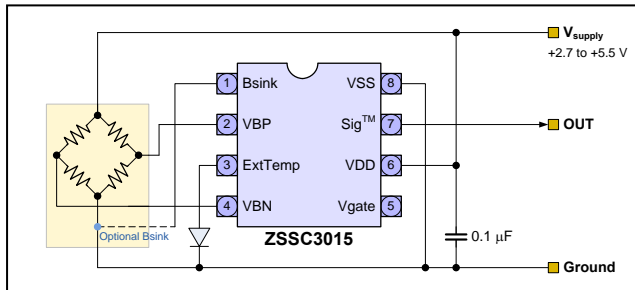 Vsupply
+2.7 to +5.5 V
1 Bsink VSS 8
2 VBP Sig™ 7 OUT
3 ExtTemp VDD 6
4 VBN Vgate 5
Optional Bsink
ZSSC3015
0.1 µF
Ground